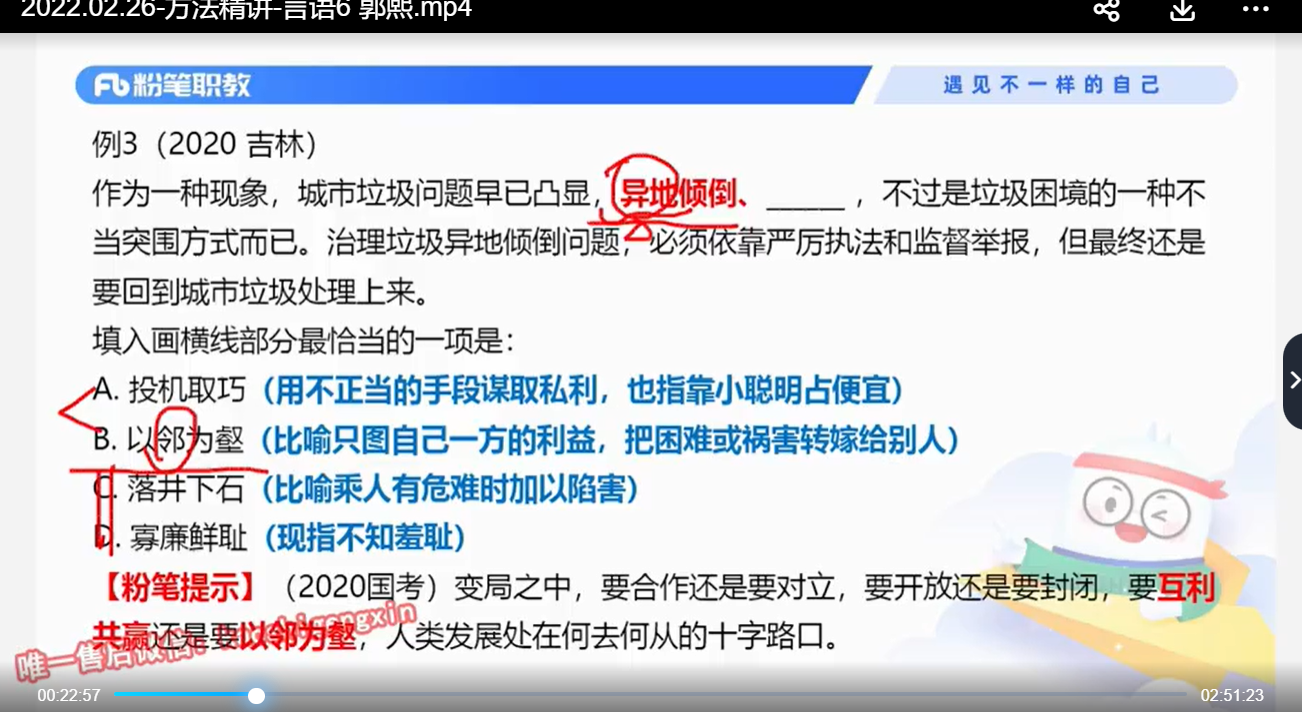 2022.02.26-方法精讲-言语6 郭熙.mp4
粉笔职教
遇见不一样的自己
例3（2020 吉林）
作为一种现象，城市垃圾问题早已凸显，异地倾倒、_____，不过是垃圾困境的一种不
当突围方式而已。治理垃圾异地倾倒问题，必须依靠严厉执法和监督举报，但最终还是
要回到城市垃圾处理上来。
填入画横线部分最恰当的一项是：
A. 投机取巧（用不正当的手段谋取私利，也指靠小聪明占便宜）
B. 以邻为壑（比喻只图自己一方的利益，把困难或祸害转嫁给别人）
C. 落井下石（比喻乘人有危难时加以陷害）
D. 寡廉鲜耻（现指不知羞耻）
【粉笔提示】（2020国考）变局之中，要合作还是要对立，要开放还是要封闭，要互利
共赢还是要以邻为壑，人类发展处在何去何从的十字路口。
唯一售后微信：
00:22:57
02:51:23